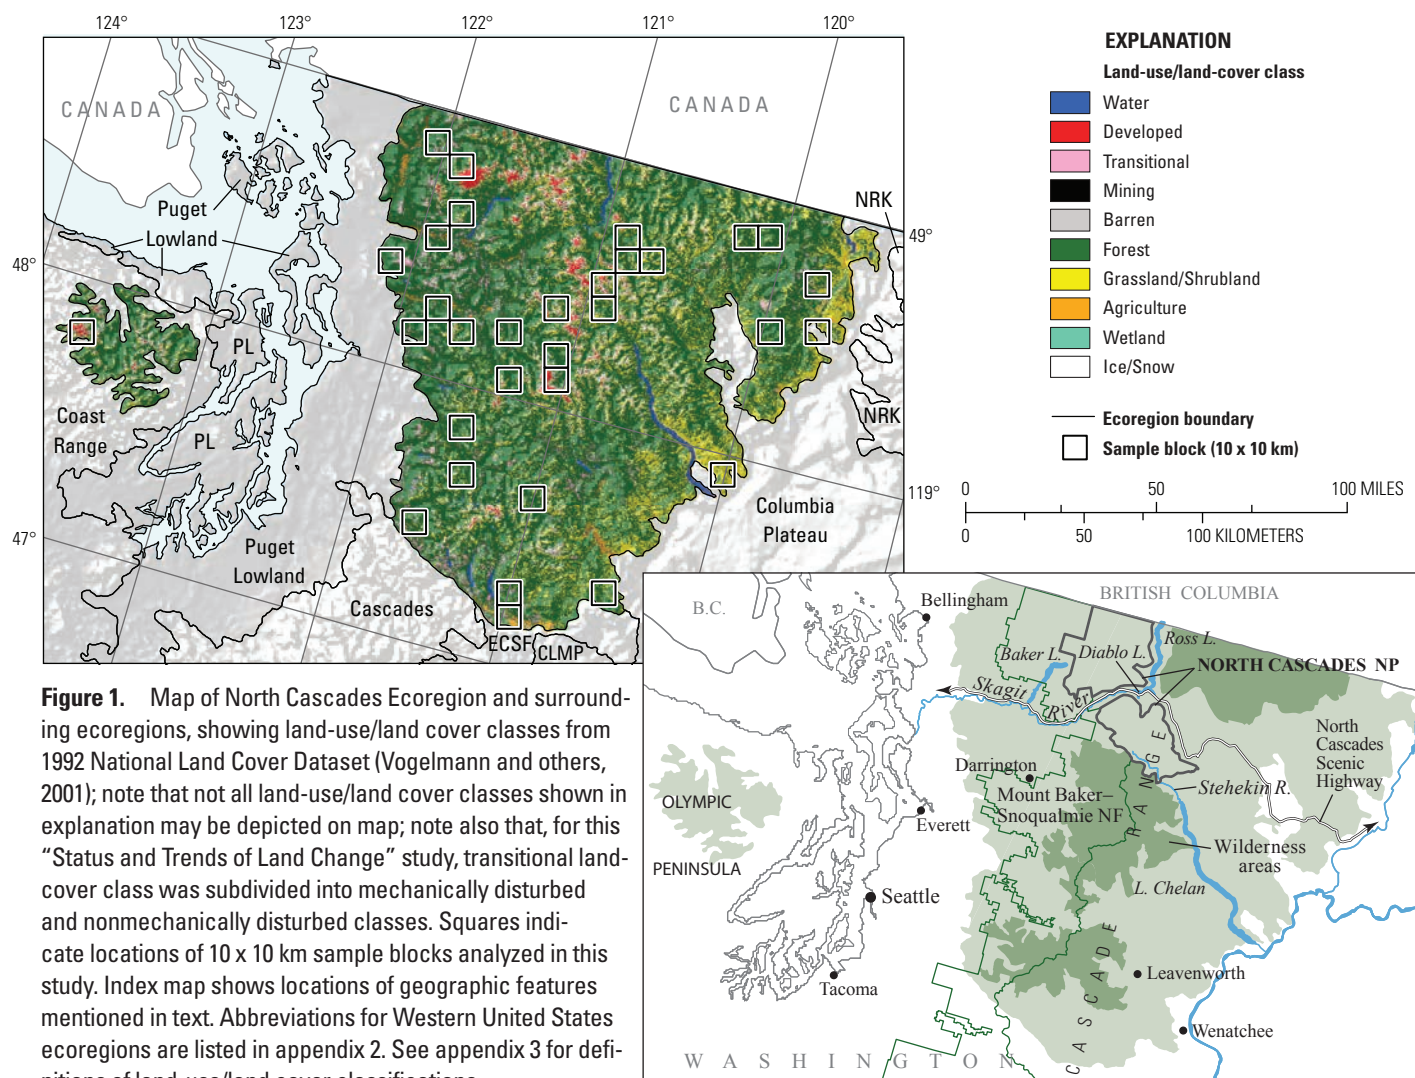 124°
123°
122°
121°
120°
CANADA
CANADA
NRK
49°
Puget
Lowland
48°
PL
Coast
Range
PL
NRK
119°
Columbia
Plateau
47°
Puget
Lowland
Cascades
ECSF
CLMP
EXPLANATION
Land-use/land-cover class
Water
Developed
Transitional
Mining
Barren
Forest
Grassland/Shrubland
Agriculture
Wetland
Ice/Snow
Ecoregion boundary
Sample block (10 x 10 km)
0 50 100 MILES
0 50 100 KILOMETERS
Figure 1. Map of North Cascades Ecoregion and surround-
ing ecoregions, showing land-use/land cover classes from
1992 National Land Cover Dataset (Vogelmann and others,
2001); note that not all land-use/land cover classes shown in
explanation may be depicted on map; note also that, for this
“Status and Trends of Land Change” study, transitional land-
cover class was subdivided into mechanically disturbed
and nonmechanically disturbed classes. Squares indi-
cate locations of 10 x 10 km sample blocks analyzed in this
study. Index map shows locations of geographic features
mentioned in text. Abbreviations for Western United States
ecoregions are listed in appendix 2. See appendix 3 for defi-
nitions of land-use/land cover classifications.
B.C.
Bellingham
BRITISH COLUMBIA
Baker L.
Diablo L.
Ross L.
NORTH CASCADES NP
Skagit
River
North
Cascades
Scenic
Highway
Darrington
Mount Baker–
Snoqualmie NF
Stehekin R.
OLYMPIC
PENINSULA
Everett
Wilderness
areas
L. Chelan
Seattle
CASCADE RANGE
Leavenworth
Tacoma
Wenatchee
WASHINGTON